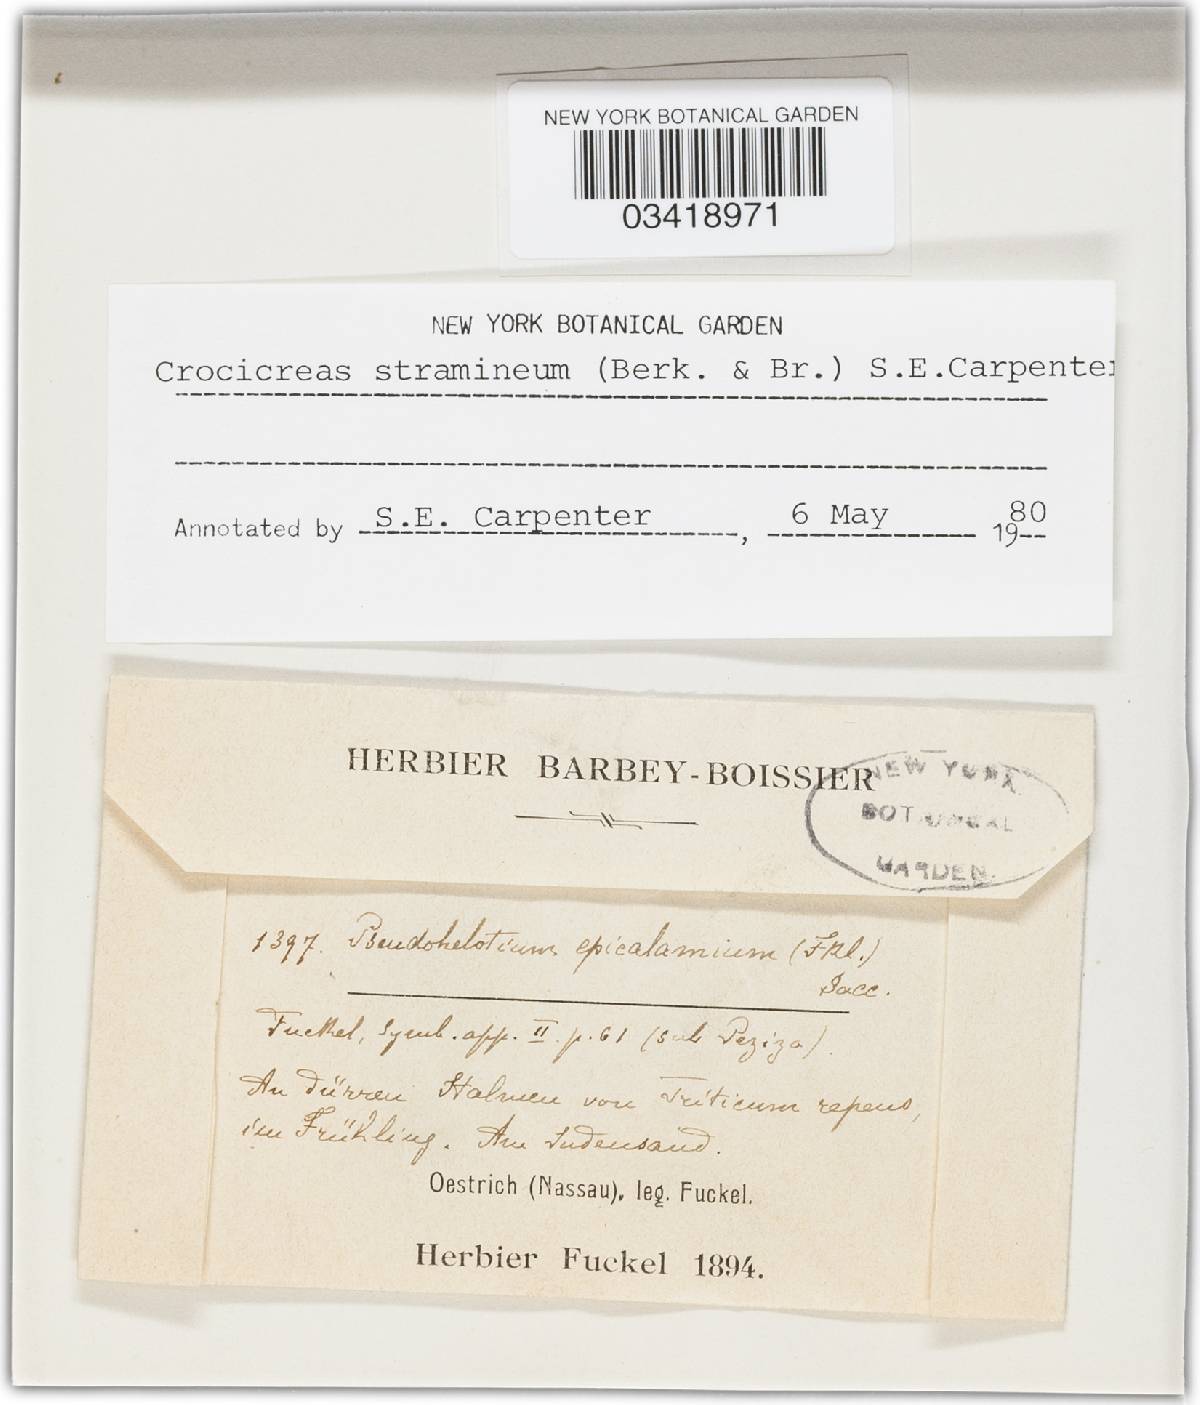 NEW YORK BOTANICAL GARDEN
03418971
NEW YORK BOTANICAL GARDEN
Crocicreas stramineum (Berk. & Br.) S.E.Carpenter
Annotated by S.E. Carpenter, 6 May 1980
HERBIER BARBEY-BOISSIER
NEW YORK
BOTANICAL
GARDEN.
1397. Pseudohelotium epicalamium (Fkl.)
Sacc.
Fuckel, Symb. app. II. p. 61 (sub Peziza).
An dürren Halmen von Triticum repens,
im Frühling. Am Judensand.
Oestrich (Nassau), leg. Fuckel.
Herbier Fuckel 1894.